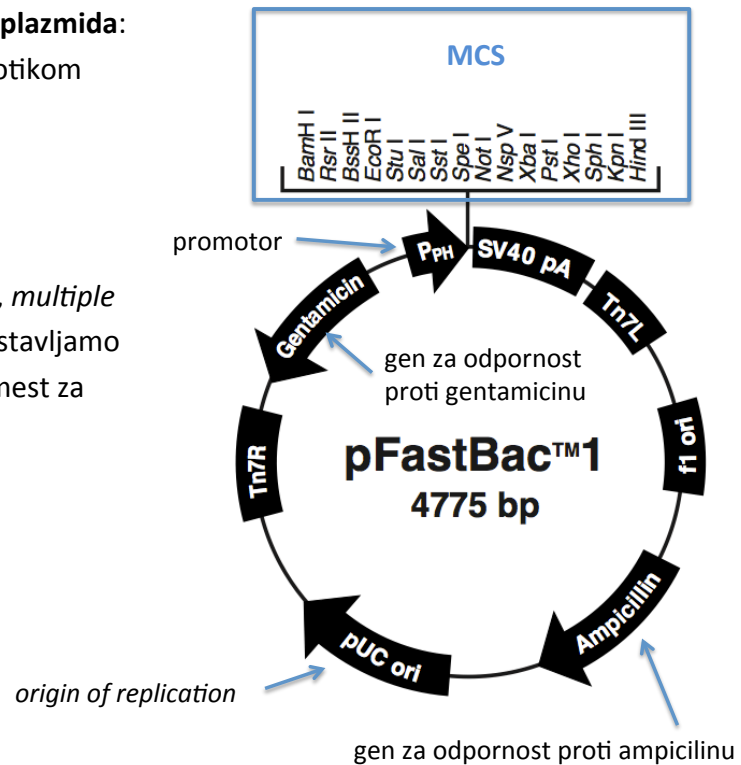 plazmida:
otikom
MCS
BamH I
Rsr II
BssH II
EcoR I
Stu I
Sal I
Sst I
Spe I
Not I
Nsp V
Xba I
Pst I
Xho I
Sph I
Kpn I
Hind III
promotor
PPH
SV40 pA
Tn7L
, multiple
stavljamo
nest za
Gentamicin
gen za odpornost
proti gentamicinu
f1 ori
Tn7R
pFastBac™1
4775 bp
Ampicillin
pUC ori
origin of replication
gen za odpornost proti ampicilinu